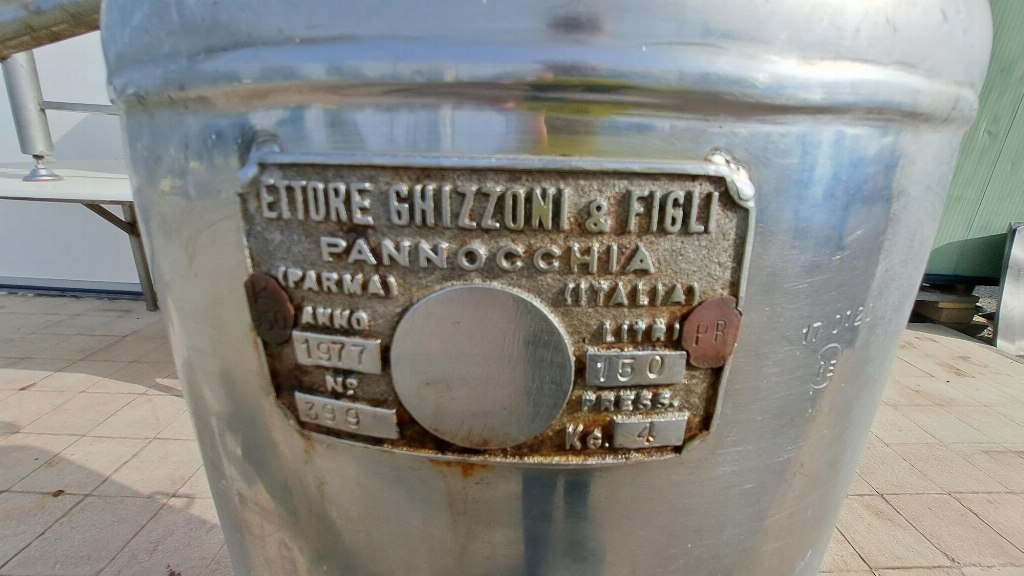 ETTORE GHIZZONI & FIGLI
PANNOCCHIA
(PARMA) (ITALIA)
ANNO LITRI
1977 150
Nº PRESS.
399 KG. 4
PR